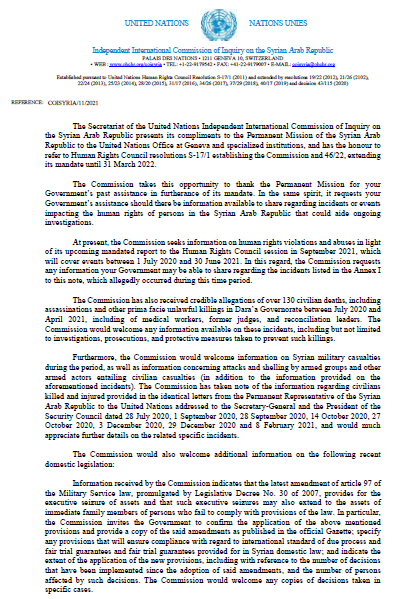 UNITED NATIONS
NATIONS UNIES
Independent International Commission of Inquiry on the Syrian Arab Republic
PALAIS DES NATIONS • 1211 GENEVA 10, SWITZERLAND
• TEL: +41-22-9179542 • FAX: +41-22-9179007 • E-MAIL:
Established pursuant to United Nations Human Rights Council Resolution S-17/1 (2011) and extended by resolutions 19/22 (2012), 21/26
22/24 (2013), 25/23 (2014), 28/20 (2015), 31/17 (2016), 34/26 (2017), 37/29 (2018), 40/17 (2019) and decision 43/115 (2020)
REFERENCE: COISYRIA/11/2021
The Secretariat of the United Nations Independent International Commission of Inquiry on
the Syrian Arab Republic presents its compliments to the Permanent Mission of the Syrian Arab
Republic to the United Nations Office at Geneva and specialized institutions, and has the honour to
refer to Human Rights Council resolutions S-17/1 establishing the Commission and 46/22, extending
its mandate until 31 March 2022.
The Commission takes this opportunity to thank the Permanent Mission for your
Government's past assistance in furtherance of its mandate. In the same spirit, it requests your
Government's assistance should there be information available to share regarding incidents or events
impacting the human rights of persons in the Syrian Arab Republic that could aide ongoing
investigations.
At present, the Commission seeks information on human rights violations and abuses in light
of its upcoming mandated report to the Human Rights Council session in September 2021, which
will cover events between 1 July 2020 and 30 June 2021. In this regard, the Commission requests
any information your Government may be able to share regarding the incidents listed in the Annex I
to this note, which allegedly occurred during this time period.
The Commission has also received credible allegations of over 130 civilian deaths, including
assassinations and other prima facie unlawful killings in Dara'a Governorate between July 2020 and
April 2021, including of medical workers, former judges, and reconciliation leaders. The
Commission would welcome any information available on these incidents, including but not limited
to investigations, prosecutions, and protective measures taken to prevent such killings.
Furthermore, the Commission would welcome information on Syrian military casualties
during the period, as well as information concerning attacks and shelling by armed groups and other
armed actors entailing civilian casualties (in addition to the information provided on the
aforementioned incidents). The Commission has taken note of the information regarding civilians
killed and injured provided in the identical letters from the Permanent Representative of the Syrian
Arab Republic to the United Nations addressed to the Secretary-General and the President of the
Security Council dated 28 July 2020, 1 September 2020, 28 September 2020, 14 October 2020, 27
October 2020, 3 December 2020, 29 December 2020 and 8 February 2021, and would much
appreciate further details on the related specific incidents.
The Commission would also welcome additional information on the following recent
domestic legislation:
Information received by the Commission indicates that the latest amendment of article 97 of
the Military Service law, promulgated by Legislative Decree No. 30 of 2007, provides for the
executive seizure of assets and that such executive seizures may also extend to the assets of
immediate family members of persons who fail to comply with provisions of the law. In particular,
the Commission invites the Government to confirm the application of the above mentioned
provisions and provide a copy of the said amendments as published in the official Gazette; specify
any provisions that will ensure compliance with regard to international standard of due process and
fair trial guarantees and fair trial guarantees provided for in Syrian domestic law; and indicate the
extent of the application of the new provisions, including with reference to the number of decisions
that have been implemented since the adoption of said amendments, and the number of persons
affected by such decisions. The Commission would welcome any copies of decisions taken in
specific cases.